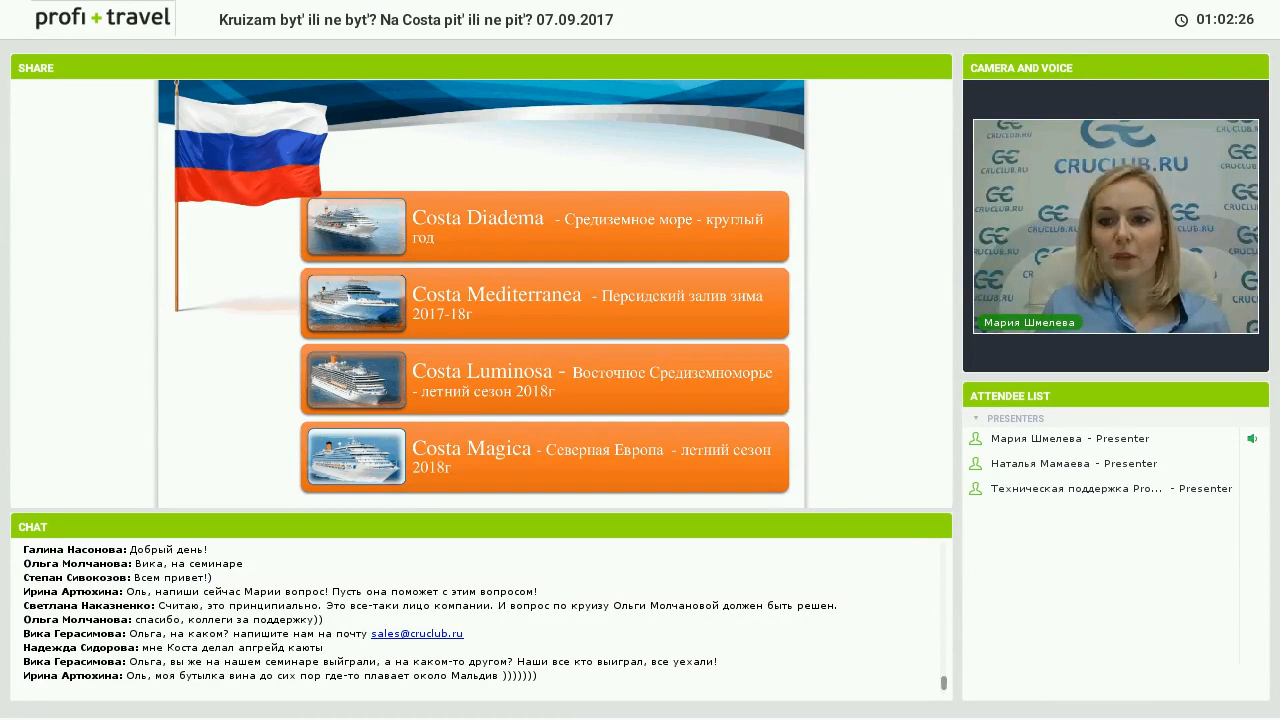 profi + travel
Kruizam byt' ili ne byt'? Na Costa pit' ili ne pit'? 07.09.2017
01:02:26
SHARE
Costa Diadema - Средиземное море - круглый
год
Costa Mediterranea - Персидский залив зима
2017-18г
Costa Luminosa - Восточное Средиземноморье
- летний сезон 2018г
Costa Magica - Северная Европа - летний сезон
2018г
CAMERA AND VOICE
CRUCLUB.RU
Мария Шмелева
ATTENDEE LIST
PRESENTERS
Мария Шмелева - Presenter
Наталья Мамаева - Presenter
Техническая поддержка Pro... - Presenter
CHAT
Галина Насонова: Добрый день!
Ольга Молчанова: Вика, на семинаре
Степан Сивокозов: Всем привет!)
Ирина Артюхина: Оль, напиши сейчас Марии вопрос! Пусть она поможет с этим вопросом!
Светлана Наказненко: Считаю, это принципиально. Это все-таки лицо компании. И вопрос по круизу Ольги Молчановой должен быть решен.
Ольга Молчанова: спасибо, коллеги за поддержку))
Вика Герасимова: Ольга, на каком? напишите нам на почту sales@cruclub.ru
Надежда Сидорова: мне Коста делал апгрейд каюты
Вика Герасимова: Ольга, вы же на нашем семинаре выйграли, а на каком-то другом? Наши все кто выиграл, все уехали!
Ирина Артюхина: Оль, моя бутылка вина до сих пор где-то плавает около Мальдив )))))))